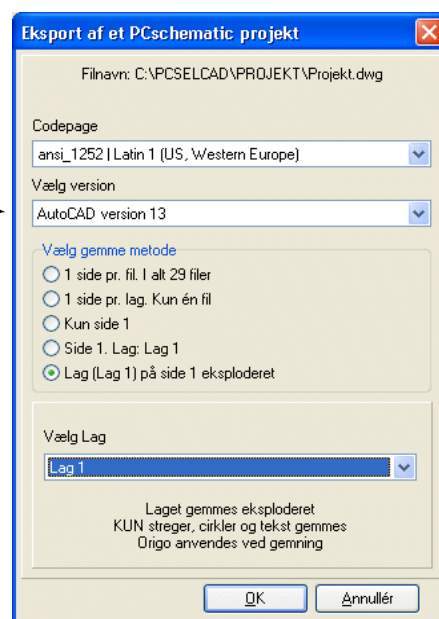 Eksport af et PCschematic projekt
Filnavn: C:\PCSELCAD\PROJEKT\Projekt.dwg
Codepage
ansi_1252 | Latin 1 (US, Western Europe)
Vælg version
AutoCAD version 13
Vælg gemme metode
1 side pr. fil. I alt 29 filer
1 side pr. lag. Kun én fil
Kun side 1
Side 1. Lag: Lag 1
Lag (Lag 1) på side 1 eksploderet
Vælg Lag
Lag 1
Laget gemmes eksploderet
KUN streger, cirkler og tekst gemmes
Origo anvendes ved gemning
OK
Annullér